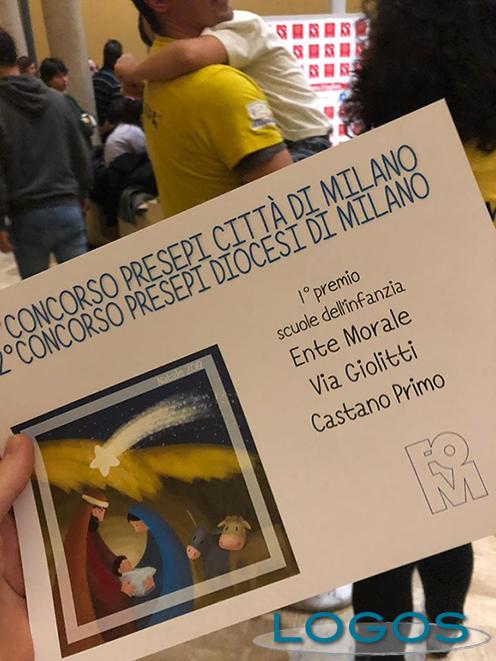 CONCORSO PRESEPI CITTÀ DI MILANO
2° CONCORSO PRESEPI DIOCESI DI MILANO
1° premio
scuole dell'infanzia
Ente Morale
Via Giolitti
Castano Primo
FOM
LOGOS